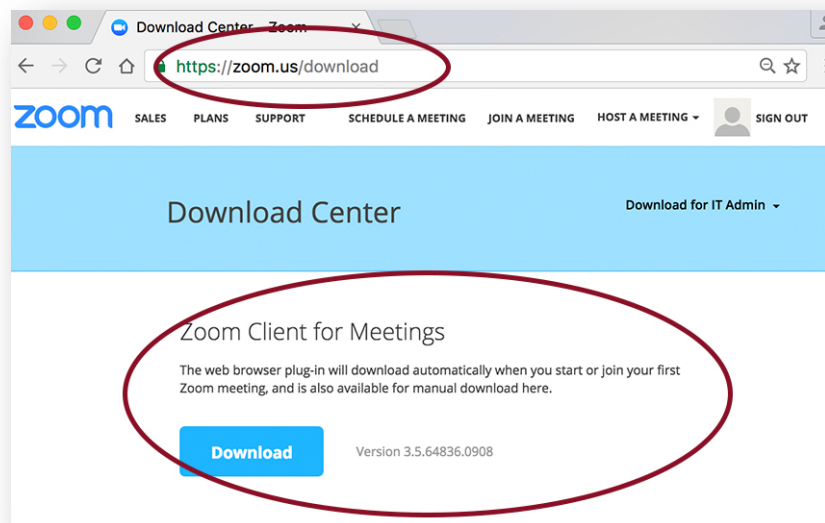 Download Center - Zoom
https://zoom.us/download
zoom SALES PLANS SUPPORT SCHEDULE A MEETING JOIN A MEETING HOST A MEETING SIGN OUT
Download Center
Download for IT Admin
Zoom Client for Meetings
The web browser plug-in will download automatically when you start or join your first
Zoom meeting, and is also available for manual download here.
Download Version 3.5.64836.0908